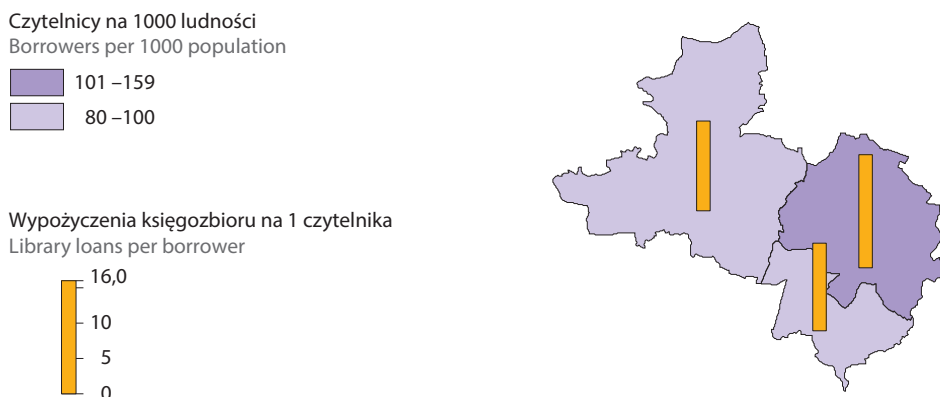 Czytelnicy na 1000 ludności
Borrowers per 1000 population
101 –159
80 –100
Wypożyczenia księgozbioru na 1 czytelnika
Library loans per borrower
16,0
10
5
0